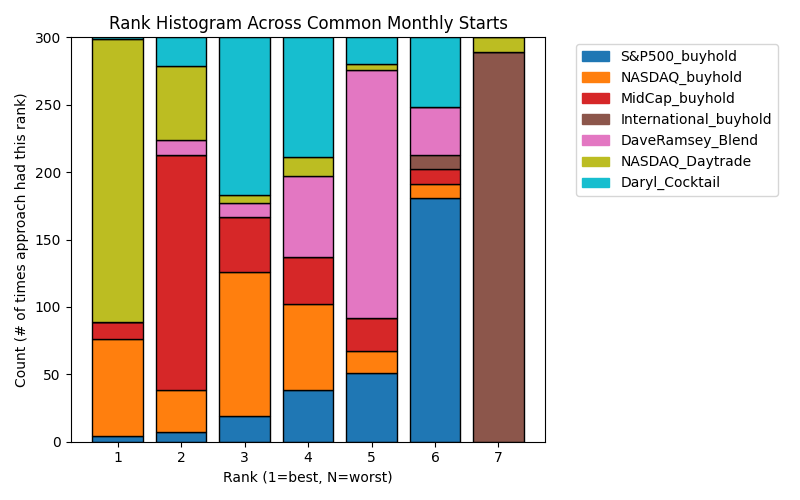 Rank Histogram Across Common Monthly Starts
Count (# of times approach had this rank)
300
250
200
150
100
50
0
1 2 3 4 5 6 7
Rank (1=best, N=worst)
S&P500_buyhold
NASDAQ_buyhold
MidCap_buyhold
International_buyhold
DaveRamsey_Blend
NASDAQ_Daytrade
Daryl_Cocktail